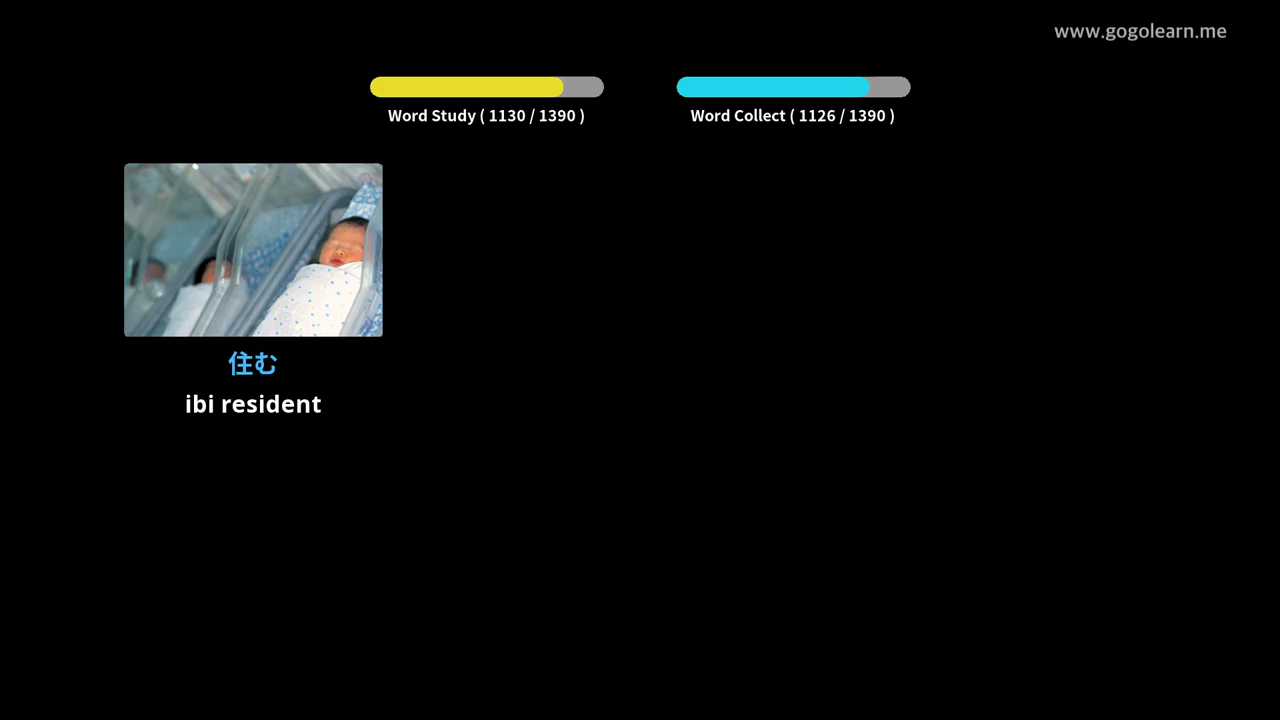 www.gogolearn.me
Word Study ( 1130 / 1390 )
Word Collect ( 1126 / 1390 )
住む
ibi resident